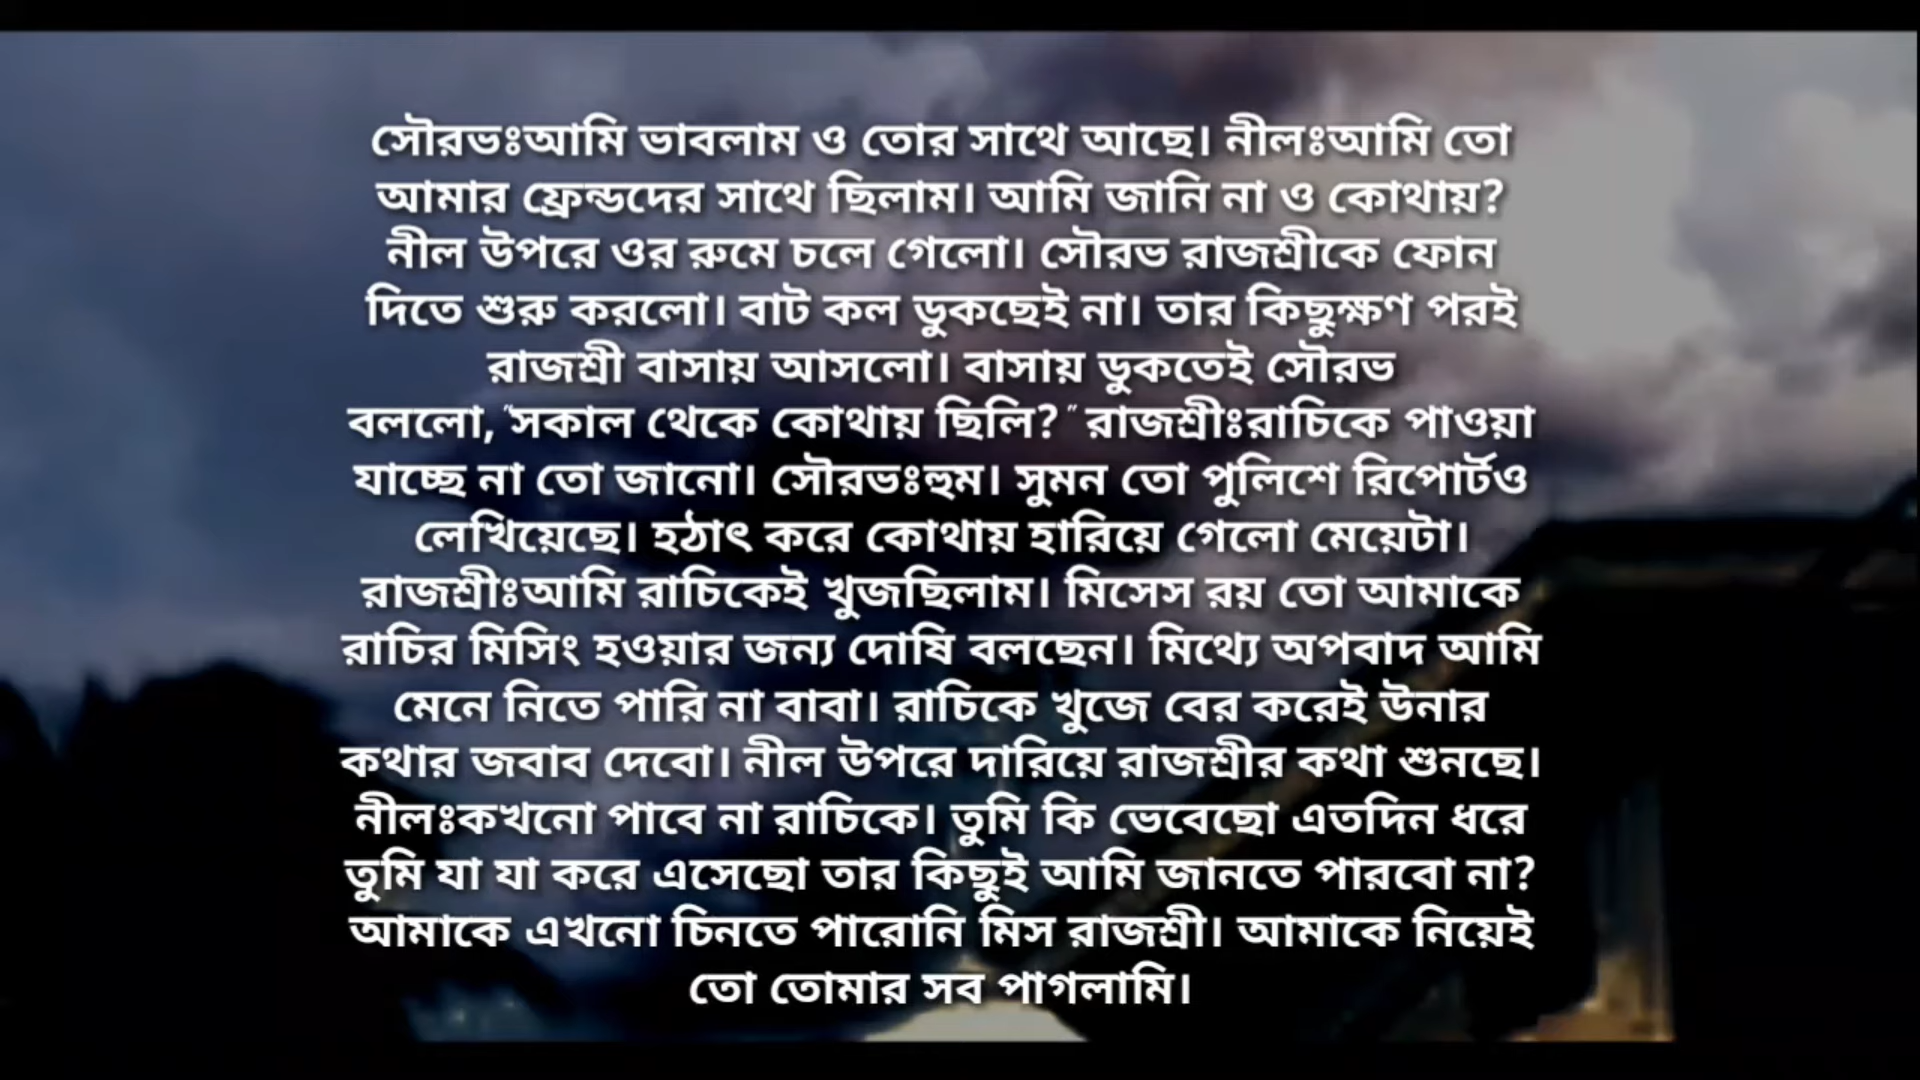 সৌরভঃআমি ভাবলাম ও তোর সাথে আছে। নীলঃআমি তো
আমার ফ্রেন্ডদের সাথে ছিলাম। আমি জানি না ও কোথায়?
নীল উপরে ওর রুমে চলে গেলো। সৌরভ রাজশ্রীকে ফোন
দিতে শুরু করলো। বাট কল ডুকছেই না। তার কিছুক্ষণ পরই
রাজশ্রী বাসায় আসলো। বাসায় ডুকতেই সৌরভ
বললো, "সকাল থেকে কোথায় ছিলি? " রাজশ্রীঃরাচিকে পাওয়া
যাচ্ছে না তো জানো। সৌরভঃহুম। সুমন তো পুলিশে রিপোর্টও
লেখিয়েছে। হঠাৎ করে কোথায় হারিয়ে গেলো মেয়েটা।
রাজশ্রীঃআমি রাচিকেই খুজছিলাম। মিসেস রয় তো আমাকে
রাচির মিসিং হওয়ার জন্য দোষি বলছেন। মিথ্যে অপবাদ আমি
মেনে নিতে পারি না বাবা। রাচিকে খুজে বের করেই উনার
কথার জবাব দেবো। নীল উপরে দারিয়ে রাজশ্রীর কথা শুনছে।
নীলঃকখনো পাবে না রাচিকে। তুমি কি ভেবেছো এতদিন ধরে
তুমি যা যা করে এসেছো তার কিছুই আমি জানতে পারবো না?
আমাকে এখনো চিনতে পারোনি মিস রাজশ্রী। আমাকে নিয়েই
তো তোমার সব পাগলামি।